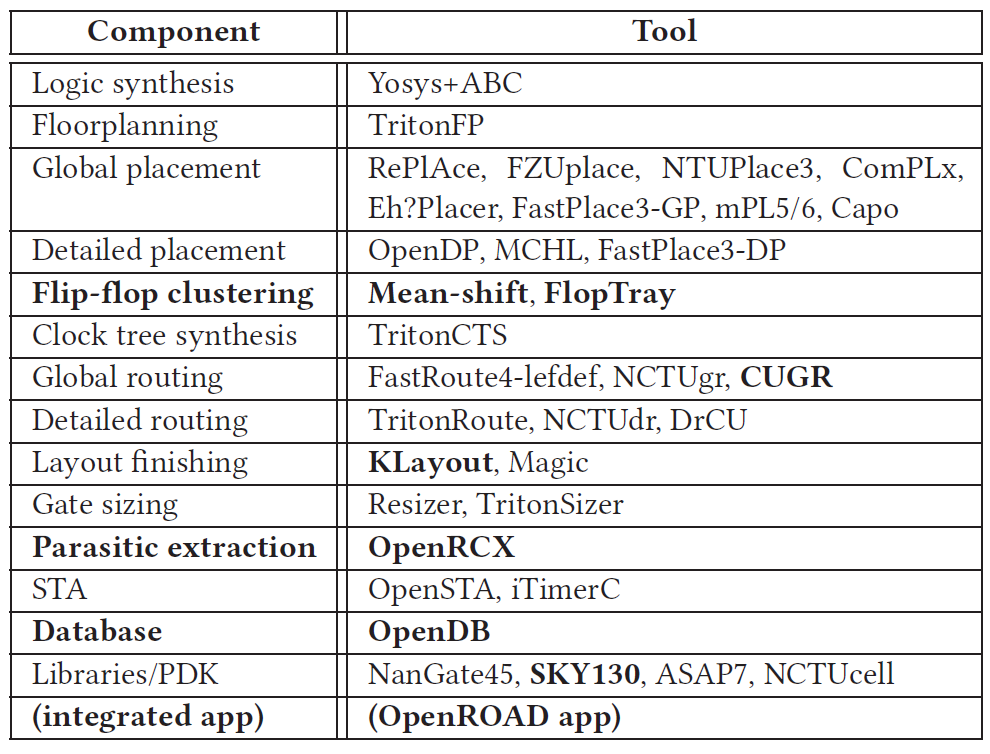 Component Tool
Logic synthesis Yosys+ABC
Floorplanning TritonFP
Global placement RePlAce, FZUplace, NTUPlace3, ComPLx,
Eh?Placer, FastPlace3-GP, mPL5/6, Capo
Detailed placement OpenDP, MCHL, FastPlace3-DP
Flip-flop clustering Mean-shift, FlopTray
Clock tree synthesis TritonCTS
Global routing FastRoute4-lefdef, NCTUgr, CUGR
Detailed routing TritonRoute, NCTUdr, DrCU
Layout finishing KLayout, Magic
Gate sizing Resizer, TritonSizer
Parasitic extraction OpenRCX
STA OpenSTA, iTimerC
Database OpenDB
Libraries/PDK NanGate45, SKY130, ASAP7, NCTUcell
(integrated app) (OpenROAD app)